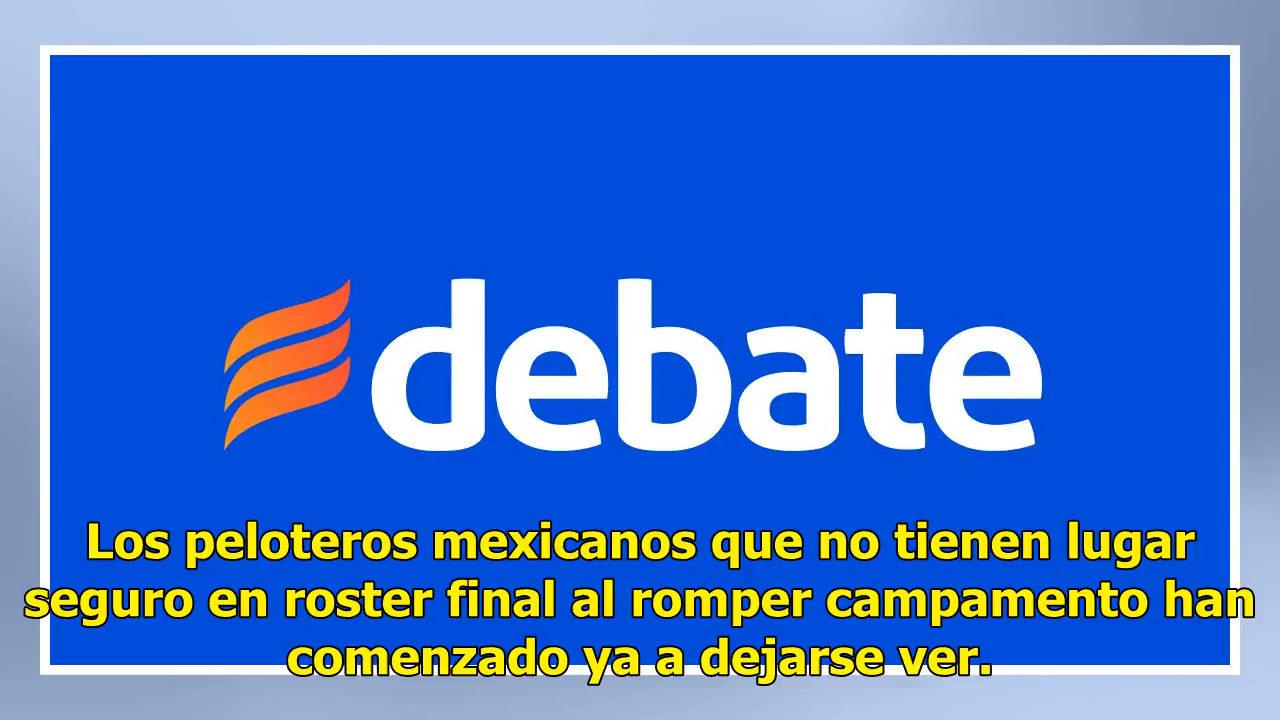 debate
Los peloteros mexicanos que no tienen lugar
seguro en roster final al romper campamento han
comenzado ya a dejarse ver.